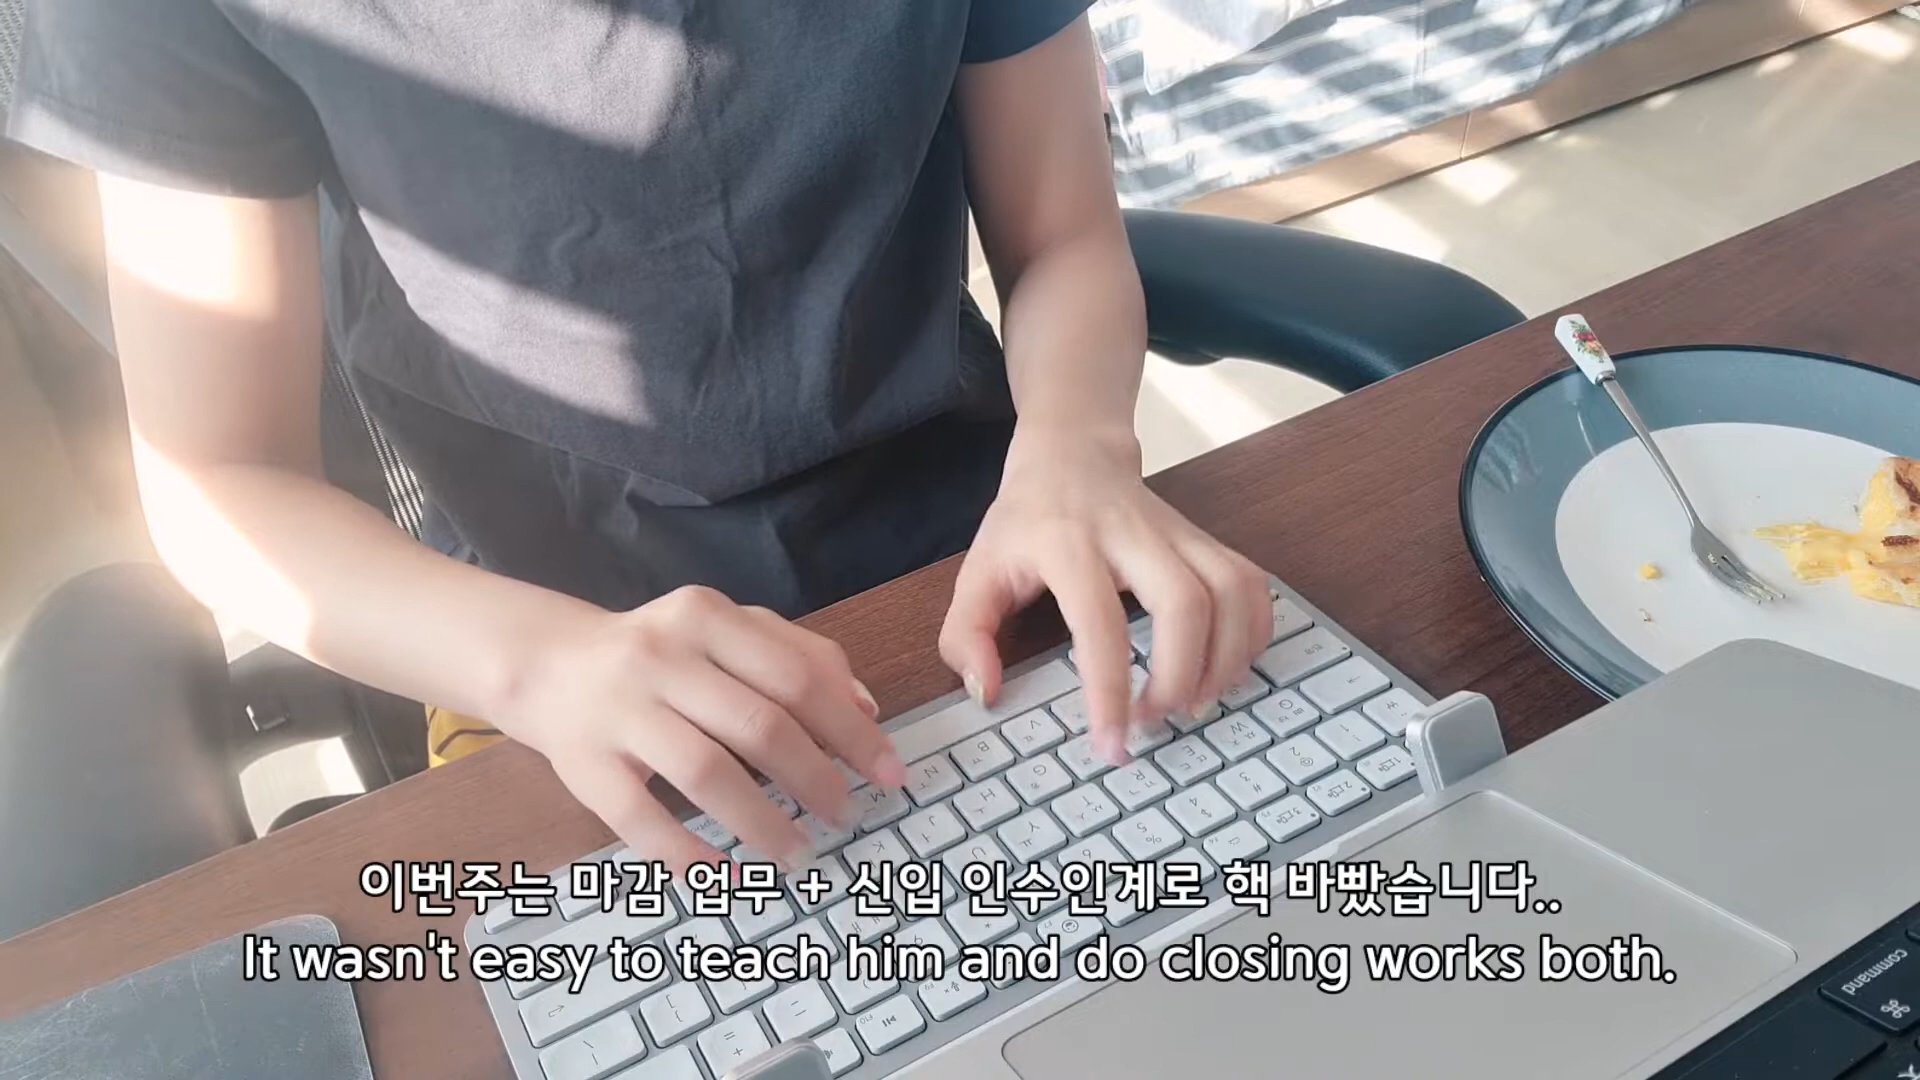 이번주는 마감 업무 + 신입 인수인계로 핵 바빴습니다..
It wasn't easy to teach him and do closing works both.
command
⌘